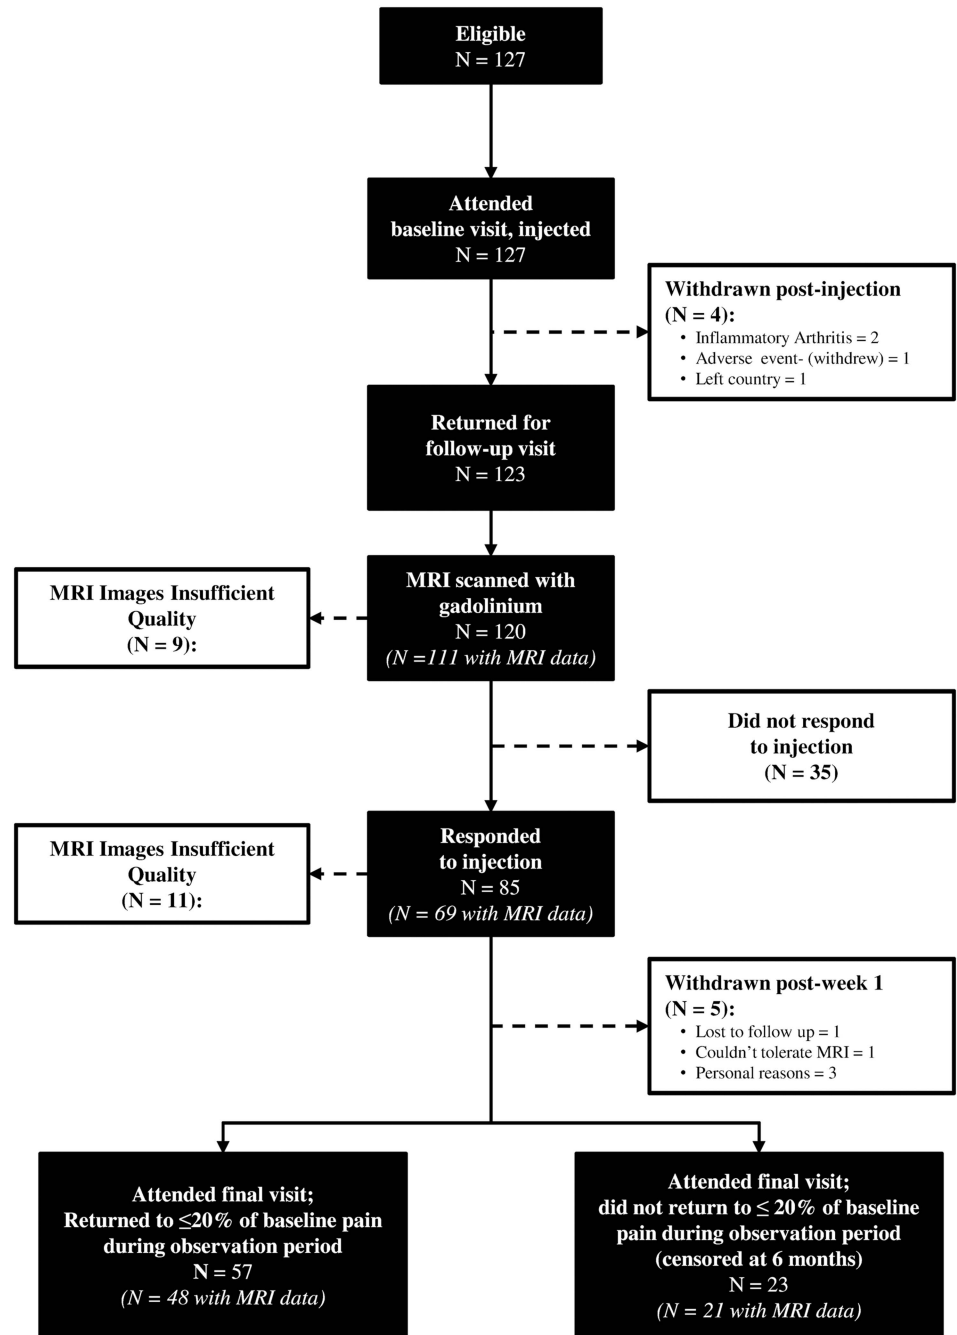 Eligible
N = 127
Attended
baseline visit, injected
N = 127
Withdrawn post-injection
(N = 4):
• Inflammatory Arthritis = 2
• Adverse event- (withdrew) = 1
• Left country = 1
Returned for
follow-up visit
N = 123
MRI scanned with
gadolinium
N = 120
(N =111 with MRI data)
MRI Images Insufficient
Quality
(N = 9):
Did not respond
to injection
(N = 35)
Responded
to injection
N = 85
(N = 69 with MRI data)
MRI Images Insufficient
Quality
(N = 11):
Withdrawn post-week 1
(N = 5):
• Lost to follow up = 1
• Couldn't tolerate MRI = 1
• Personal reasons = 3
Attended final visit;
Returned to ≤20% of baseline pain
during observation period
N = 57
(N = 48 with MRI data)
Attended final visit;
did not return to ≤ 20% of baseline
pain during observation period
(censored at 6 months)
N = 23
(N = 21 with MRI data)